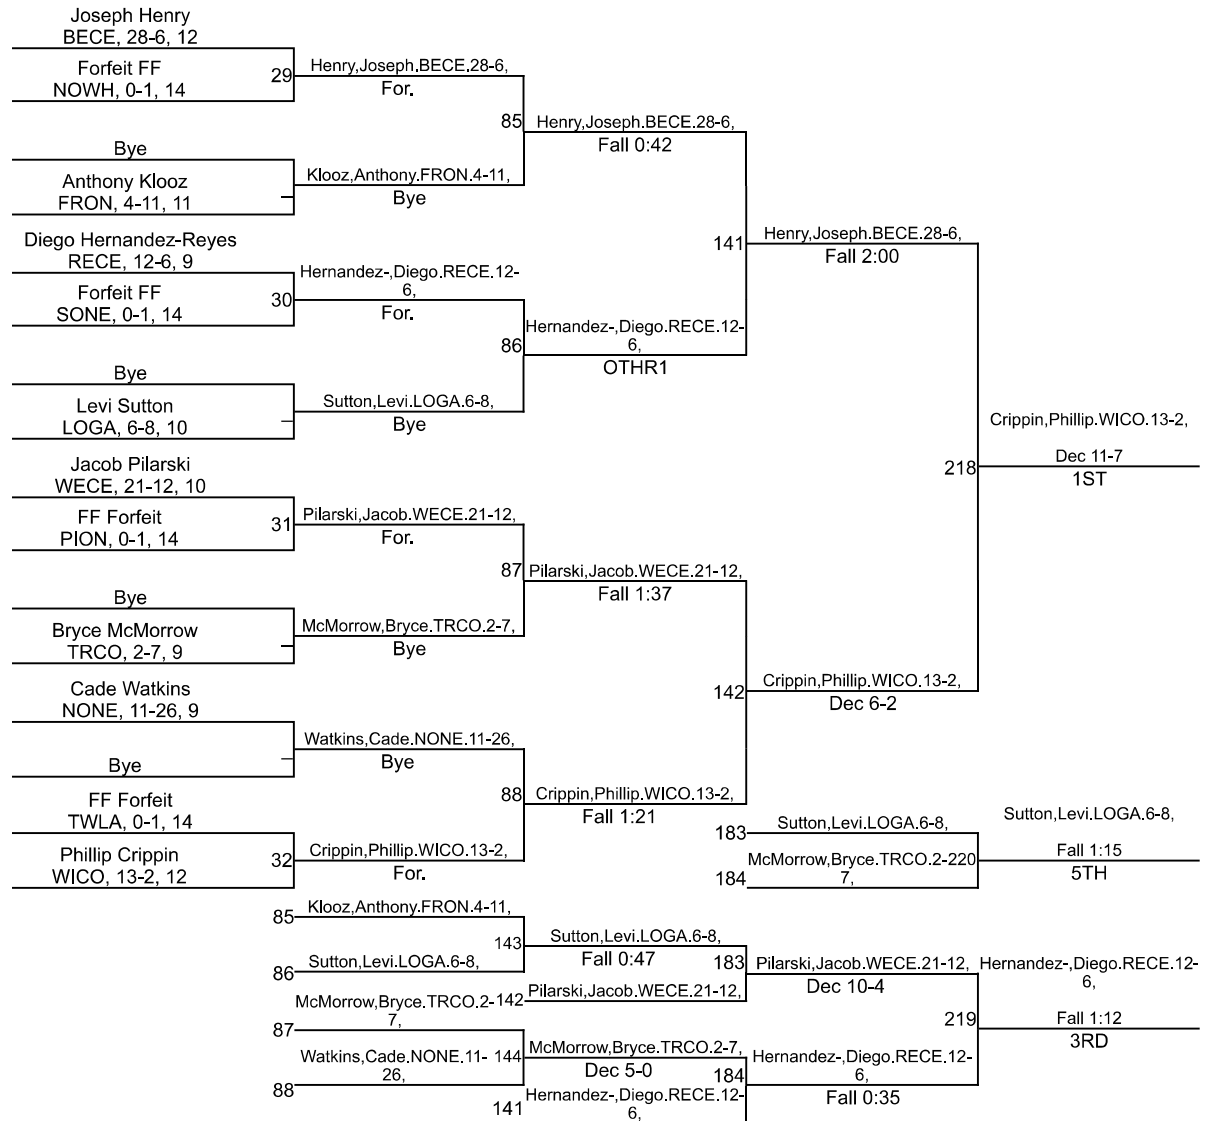 Joseph Henry
BECE, 28-6, 12
Forfeit FF
NOWH, 0-1, 14
29
Henry,Joseph.BECE.28-6,
For.
85
Henry,Joseph.BECE.28-6,
Fall 0:42
Bye
Anthony Klooz
FRON, 4-11, 11
Klooz,Anthony.FRON.4-11,
Bye
141
Henry,Joseph.BECE.28-6,
Fall 2:00
Diego Hernandez-Reyes
RECE, 12-6, 9
Forfeit FF
SONE, 0-1, 14
30
Hernandez-,Diego.RECE.12-
6,
For.
86
Hernandez-,Diego.RECE.12-
6,
OTHR1
Bye
Levi Sutton
LOGA, 6-8, 10
Sutton,Levi.LOGA.6-8,
Bye
218
Crippin,Phillip.WICO.13-2,
Dec 11-7
1ST
Jacob Pilarski
WECE, 21-12, 10
FF Forfeit
PION, 0-1, 14
31
Pilarski,Jacob.WECE.21-12,
For.
87
Pilarski,Jacob.WECE.21-12,
Fall 1:37
Bye
Bryce McMorrow
TRCO, 2-7, 9
McMorrow,Bryce.TRCO.2-7,
Bye
142
Crippin,Phillip.WICO.13-2,
Dec 6-2
Cade Watkins
NONE, 11-26, 9
Bye
Watkins,Cade.NONE.11-26,
Bye
88
Crippin,Phillip.WICO.13-2,
Fall 1:21
FF Forfeit
TWLA, 0-1, 14
Phillip Crippin
WICO, 13-2, 12
32
Crippin,Phillip.WICO.13-2,
For.
183
Sutton,Levi.LOGA.6-8,
184
McMorrow,Bryce.TRCO.2-
7,
220
Sutton,Levi.LOGA.6-8,
Fall 1:15
5TH
85
Klooz,Anthony.FRON.4-11,
86
Sutton,Levi.LOGA.6-8,
143
Sutton,Levi.LOGA.6-8,
Fall 0:47
142
Pilarski,Jacob.WECE.21-12,
183
Pilarski,Jacob.WECE.21-12,
Dec 10-4
87
McMorrow,Bryce.TRCO.2-
7,
88
Watkins,Cade.NONE.11-
26,
144
McMorrow,Bryce.TRCO.2-7,
Dec 5-0
141
Hernandez-,Diego.RECE.12-
6,
184
Hernandez-,Diego.RECE.12-
6,
Fall 0:35
219
Hernandez-,Diego.RECE.12-
6,
Fall 1:12
3RD